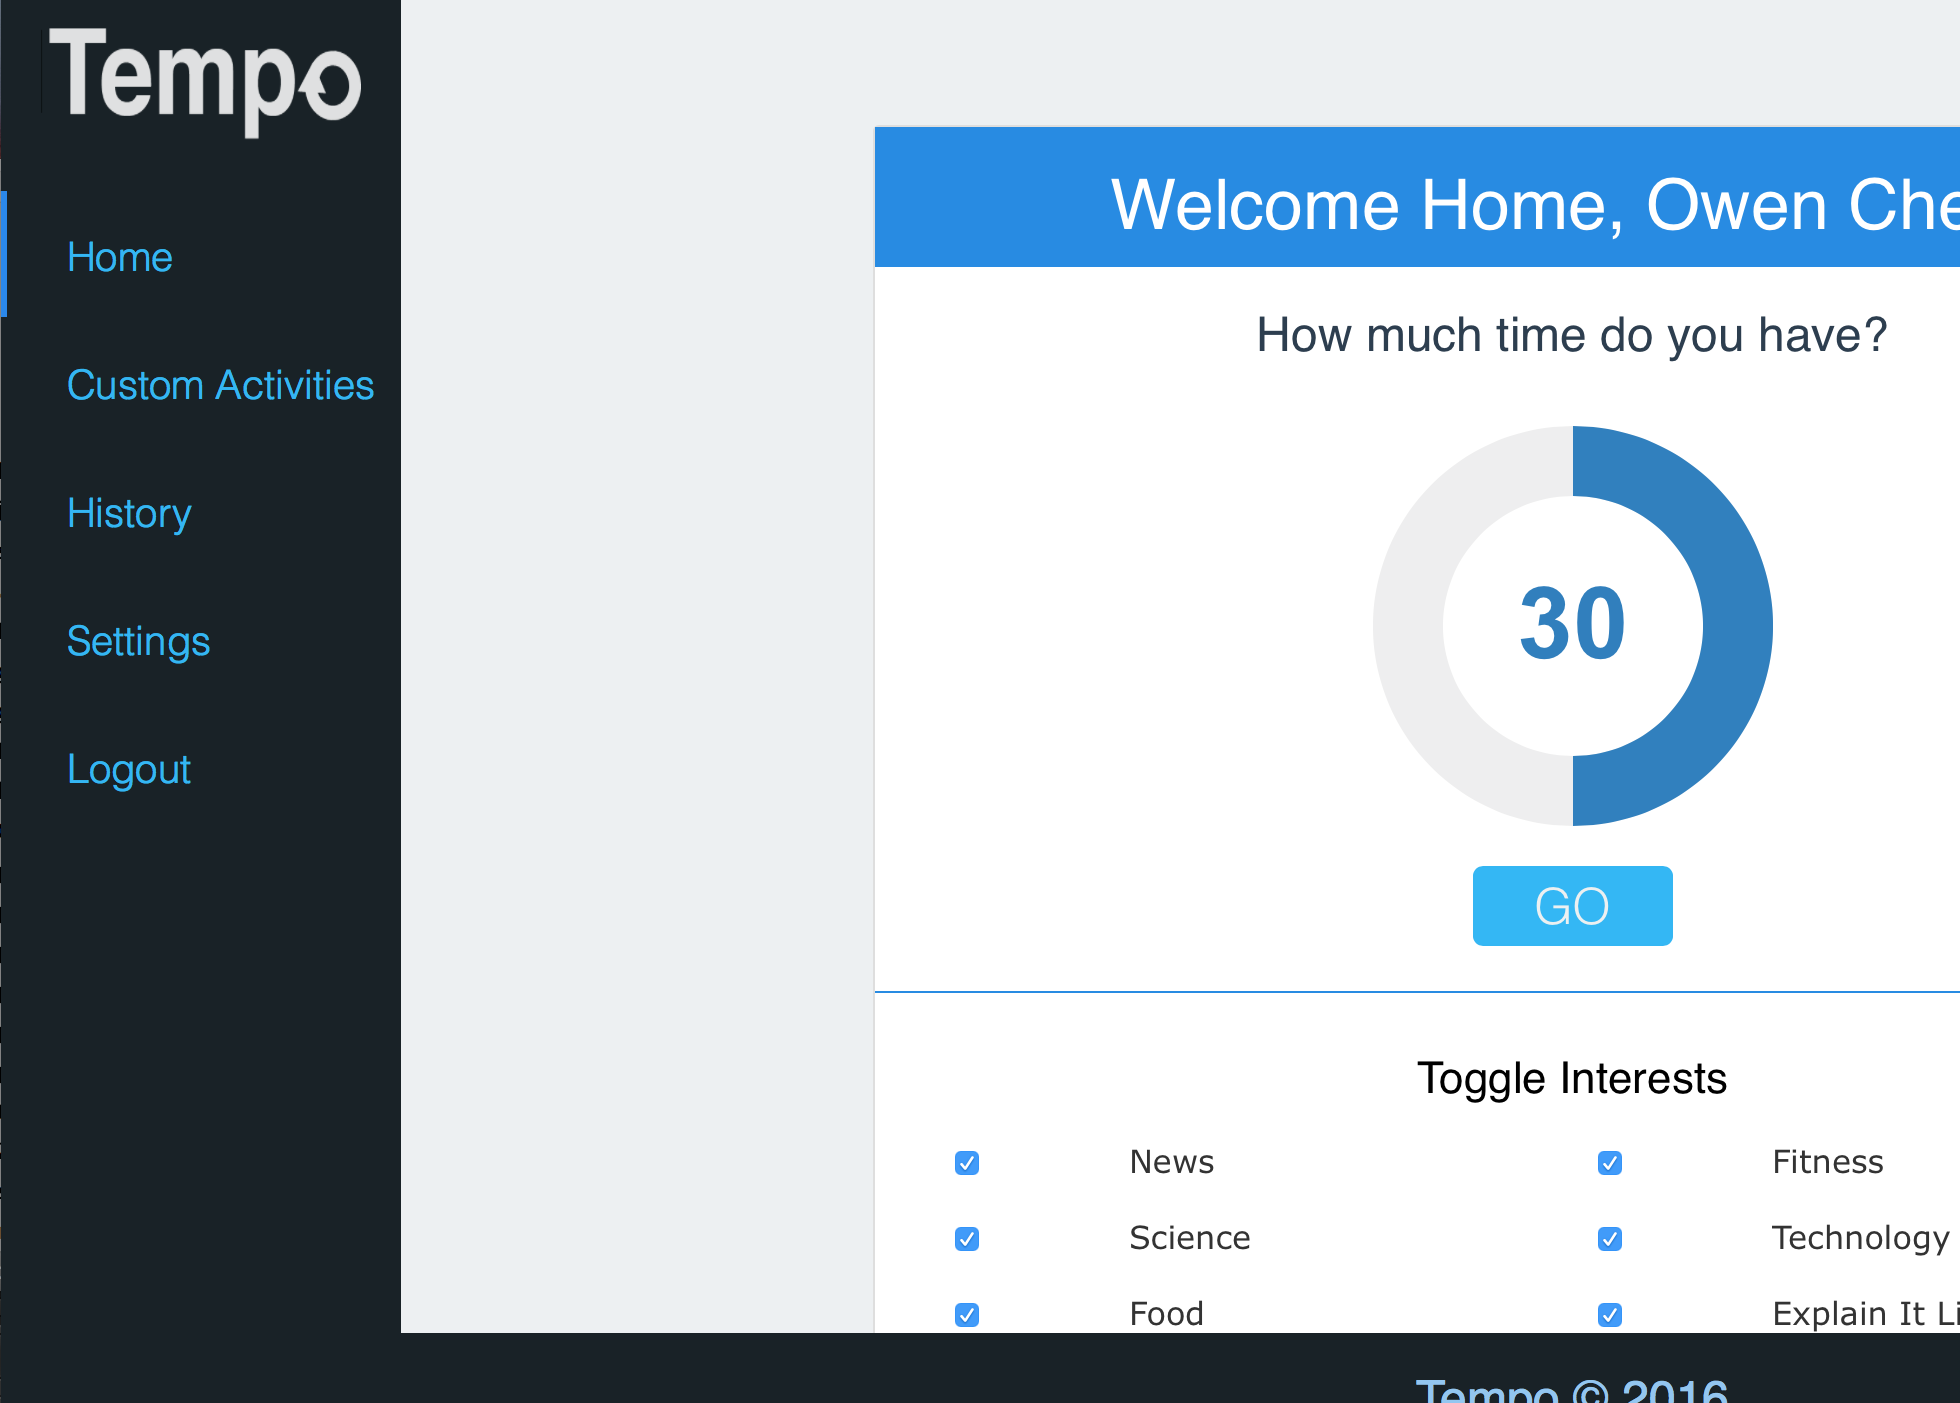 Tempo
Home
Custom Activities
History
Settings
Logout
Welcome Home, Owen Che
How much time do you have?
30
GO
Toggle Interests
News
Fitness
Science
Technology
Food
Explain It Li
Tempo © 2016